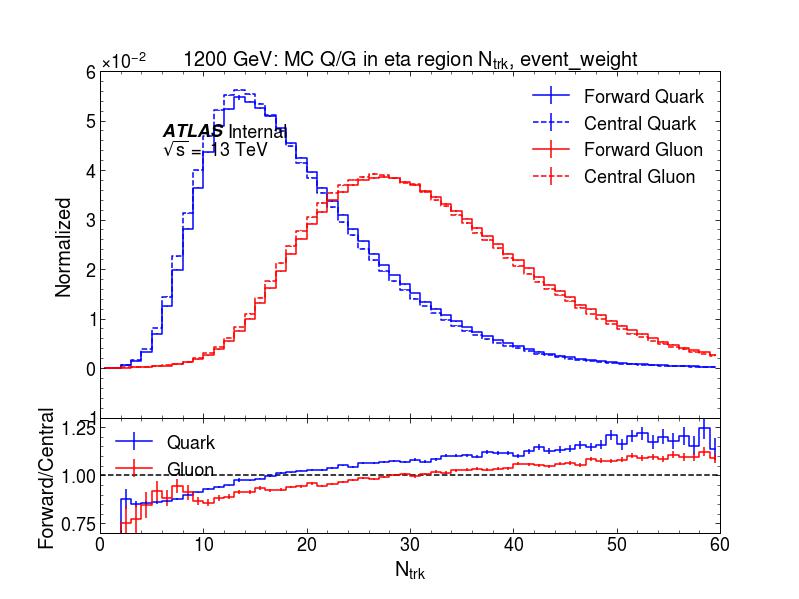 ×10⁻² 1200 GeV: MC Q/G in eta region Ntrk, event_weight
6
5
4
3
2
1
0
−1
Normalized
ATLAS Internal
√s = 13 TeV
Forward Quark
Central Quark
Forward Gluon
Central Gluon
1.25
1.00
0.75
Forward/Central
Quark
Gluon
0 10 20 30 40 50 60
Ntrk